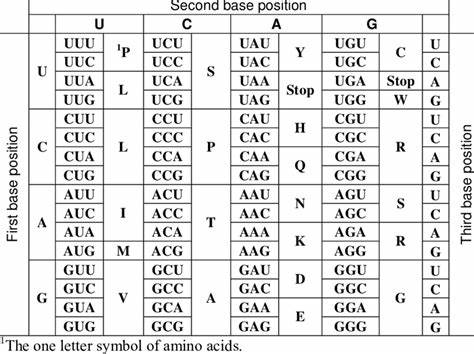 Second base position
U C A G
First base position
Third base position
U UUU ¹P UCU S UAU Y UGU C U
UUC UCC UAC UGC C
UUA L UCA UAA Stop UGA Stop A
UUG UCG UAG UGG W G
C CUU L CCU P CAU H CGU R U
CUC CCC CAC CGC C
CUA CCA CAA Q CGA A
CUG CCG CAG CGG G
A AUU I ACU T AAU N AGU S U
AUC ACC AAC AGC C
AUA ACA AAA K AGA R A
AUG M ACG AAG AGG G
G GUU V GCU A GAU D GGU G U
GUC GCC GAC GGC C
GUA GCA GAA E GGA A
GUG GCG GAG GGG G
¹The one letter symbol of amino acids.